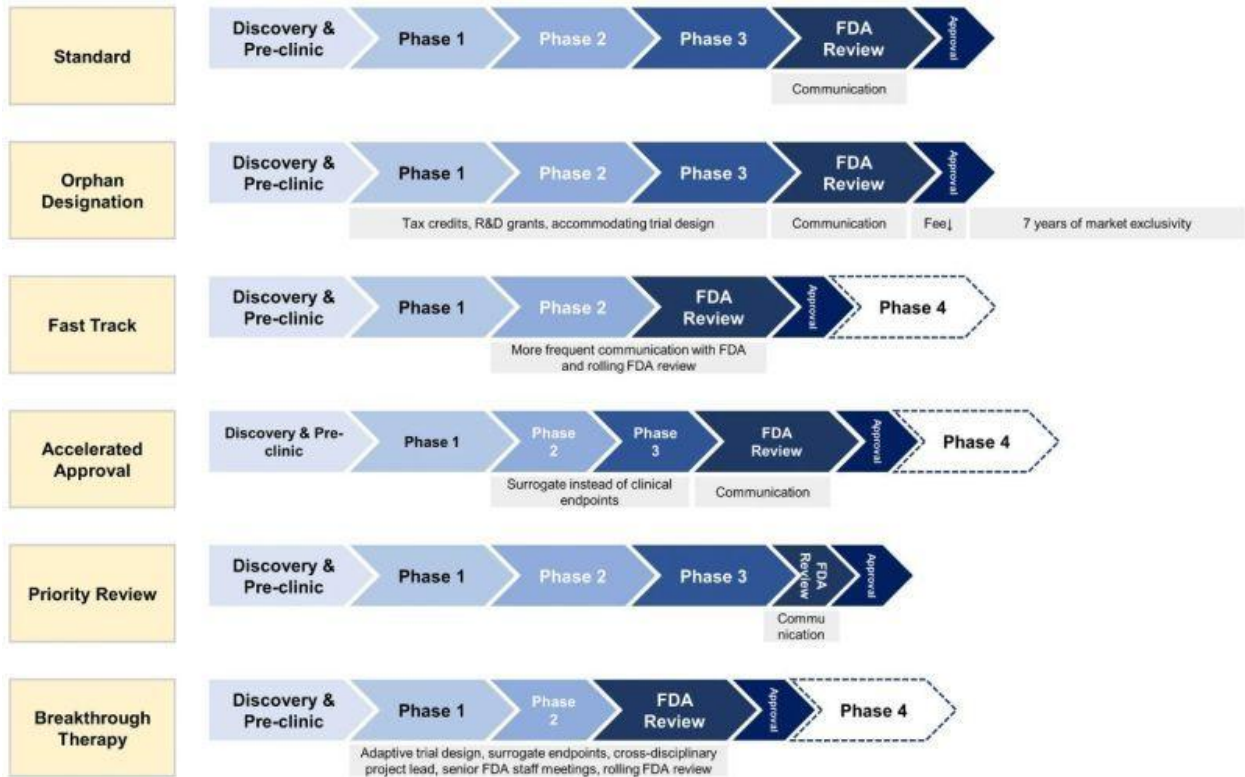 Standard
Discovery &
Pre-clinic
Phase 1
Phase 2
Phase 3
FDA
Review
Approval
Communication
Orphan
Designation
Discovery &
Pre-clinic
Phase 1
Phase 2
Phase 3
FDA
Review
Approval
Tax credits, R&D grants, accommodating trial design
Communication
Fee↓
7 years of market exclusivity
Fast Track
Discovery &
Pre-clinic
Phase 1
Phase 2
FDA
Review
Approval
Phase 4
More frequent communication with FDA
and rolling FDA review
Accelerated
Approval
Discovery & Pre-
clinic
Phase 1
Phase
2
Phase
3
FDA
Review
Approval
Phase 4
Surrogate instead of clinical
endpoints
Communication
Priority Review
Discovery &
Pre-clinic
Phase 1
Phase 2
Phase 3
FDA
Review
Approval
Commu
nication
Breakthrough
Therapy
Discovery &
Pre-clinic
Phase 1
Phase
2
FDA
Review
Approval
Phase 4
Adaptive trial design, surrogate endpoints, cross-disciplinary
project lead, senior FDA staff meetings, rolling FDA review